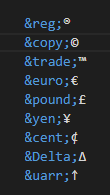 &reg;®
&copy;©
&trade;™
&euro;€
&pound;£
&yen;¥
&cent;¢
&Delta;Δ
&uarr;↑